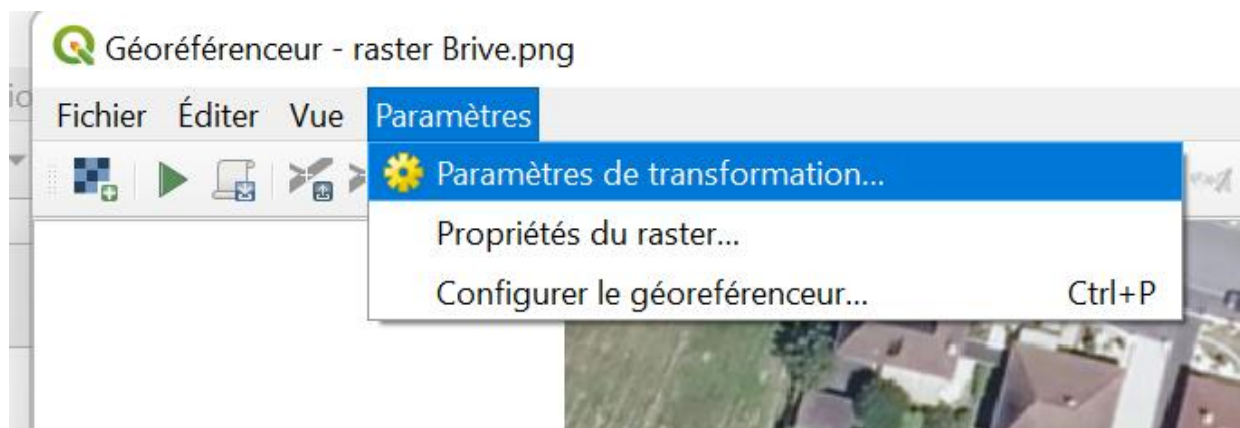 Géoréférenceur - raster Brive.png
Fichier Éditer Vue Paramètres
Paramètres de transformation...
Propriétés du raster...
Configurer le géoreférenceur... Ctrl+P